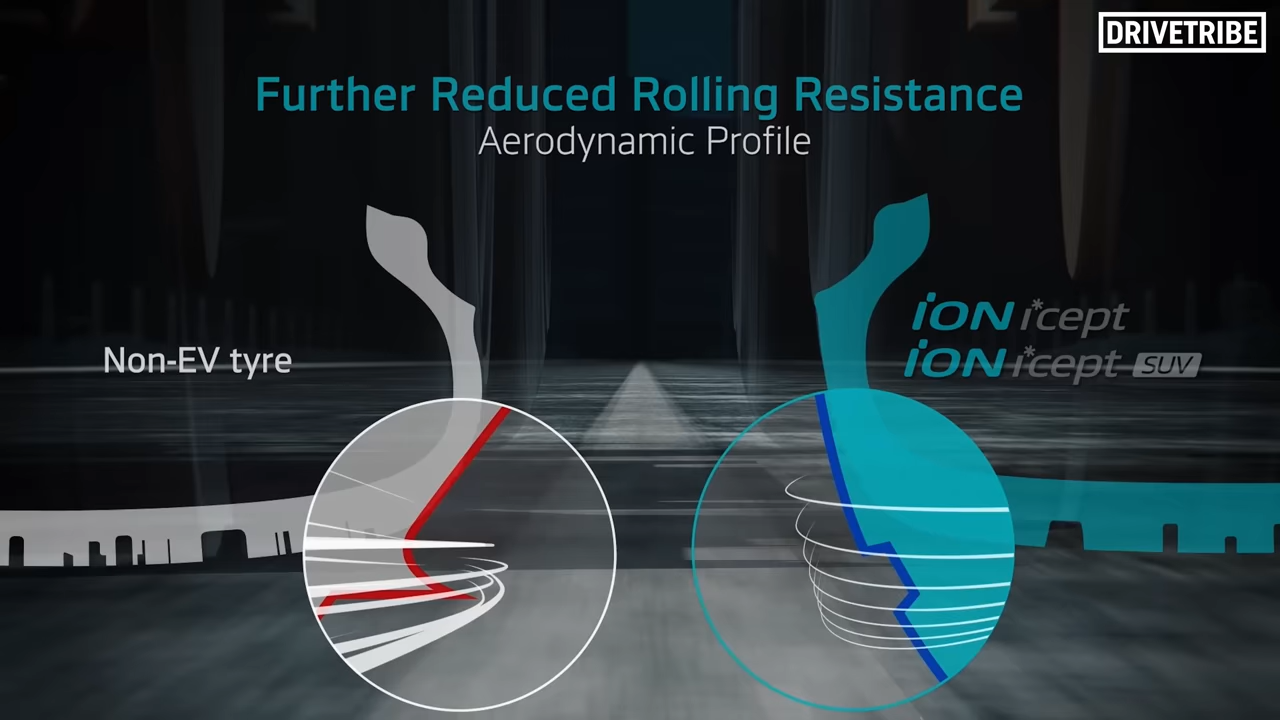 DRIVETRIBE
Further Reduced Rolling Resistance
Aerodynamic Profile
Non-EV tyre
iON i*cept
iON i*cept SUV